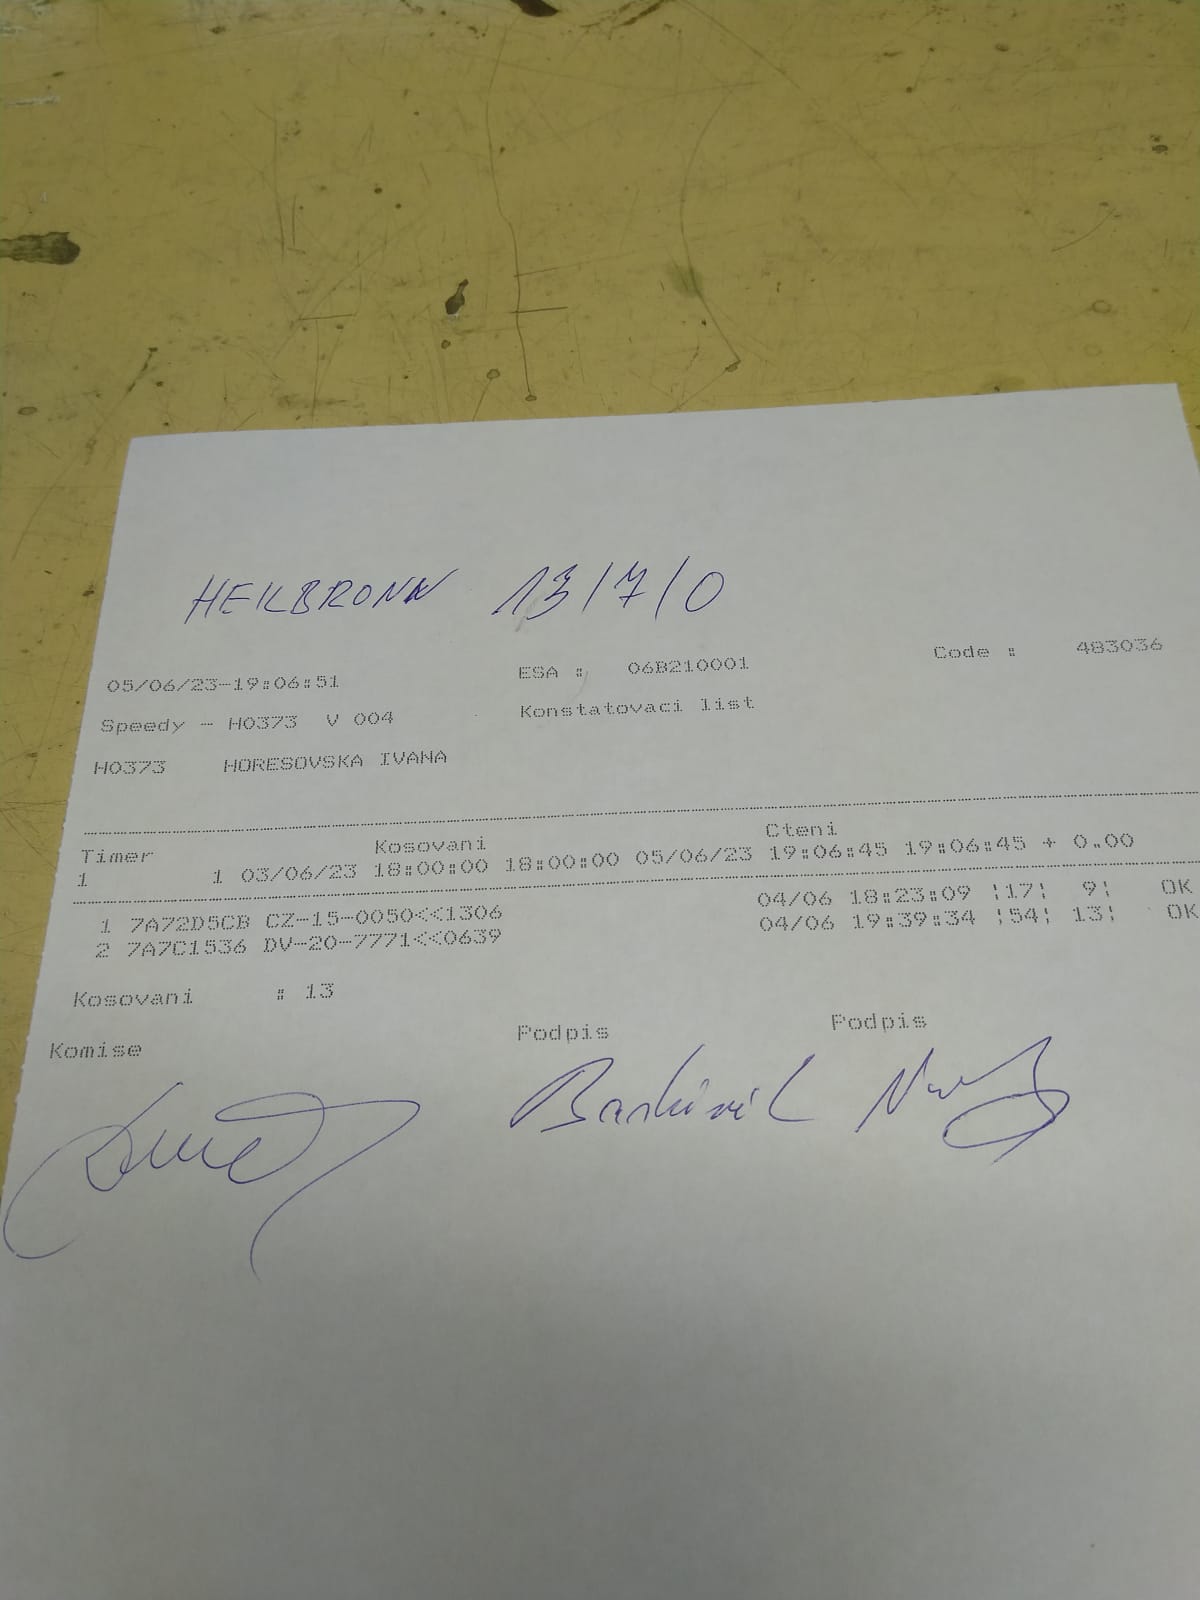 HEILBRONN 13/7/0
05/06/23-19:06:51 ESA : 06B210001 Code : 483036
Speedy - H0373 V 004 Konstatovaci list
H0373 HORESOVSKA IVANA
Timer Kosovani Cteni
1 1 03/06/23 18:00:00 18:00:00 05/06/23 19:06:45 19:06:45 + 0.00
1 7A72D5CB CZ-15-0050<<1306 04/06 18:23:09 ¦17¦ 9¦ OK
2 7A7C1536 DV-20-7771<<0639 04/06 19:39:34 ¦54¦ 13¦ OK
Kosovani : 13
Komise Podpis Podpis